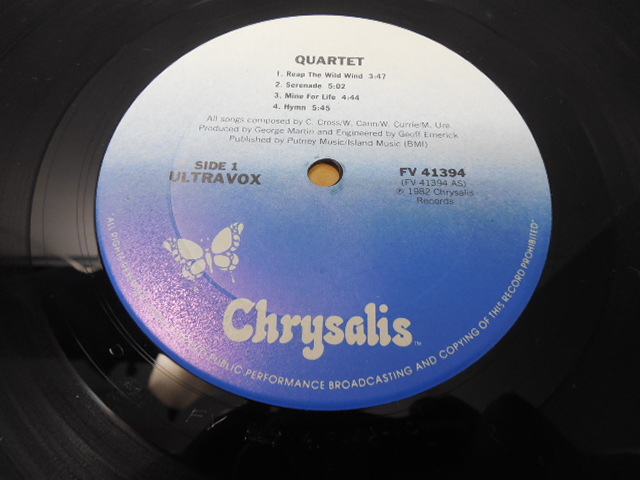 QUARTET
1. Reap The Wild Wind 3:47
2. Serenade 5:02
3. Mine For Life 4:44
4. Hymn 5:45
All songs composed by C. Cross/W. Cann/W. Currie/M. Ure
Produced by George Martin and Engineered by Geoff Emerick
Published by Putney Music/Island Music (BMI)
SIDE 1
ULTRAVOX
FV 41394
(FV 41394 AS)
℗ 1982 Chrysalis
Records
Chrysalis™
ALL RIGHTS PUBLIC PERFORMANCE BROADCASTING AND COPYING OF THIS RECORD PROHIBITED